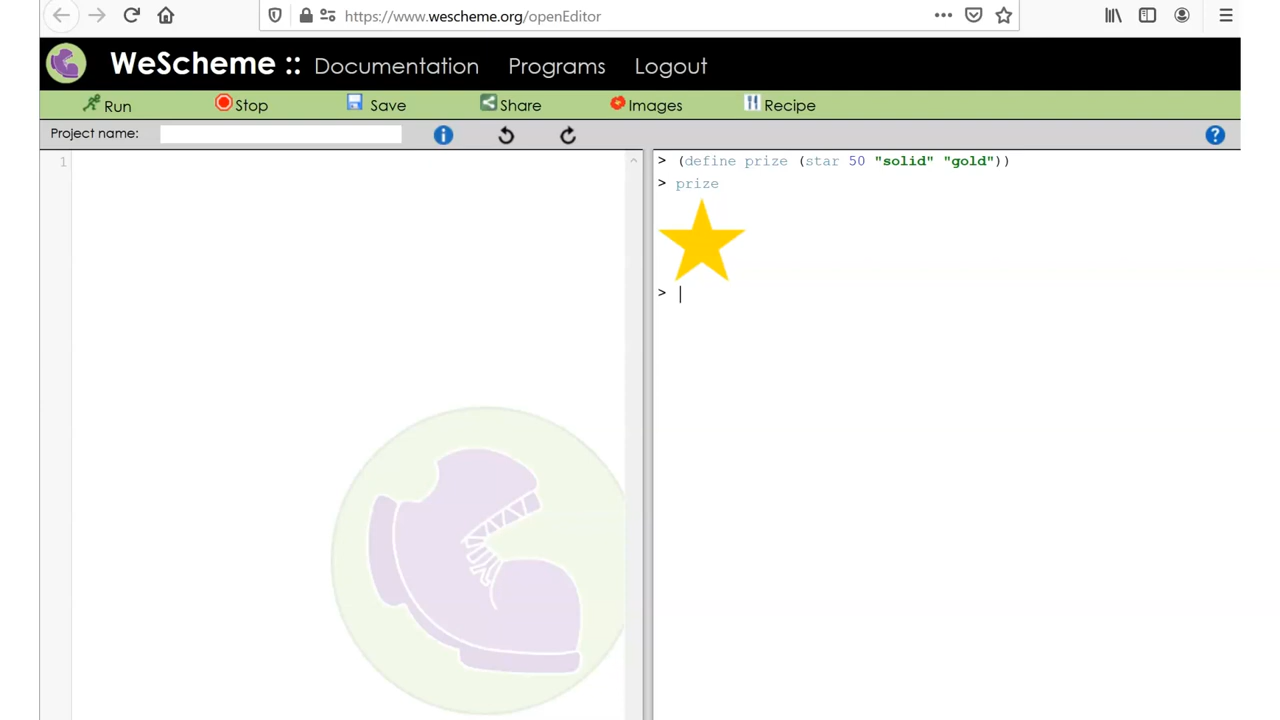 https://www.wescheme.org/openEditor
WeScheme :: Documentation Programs Logout
Run Stop Save Share Images Recipe
Project name:
1
> (define prize (star 50 "solid" "gold"))
> prize
>